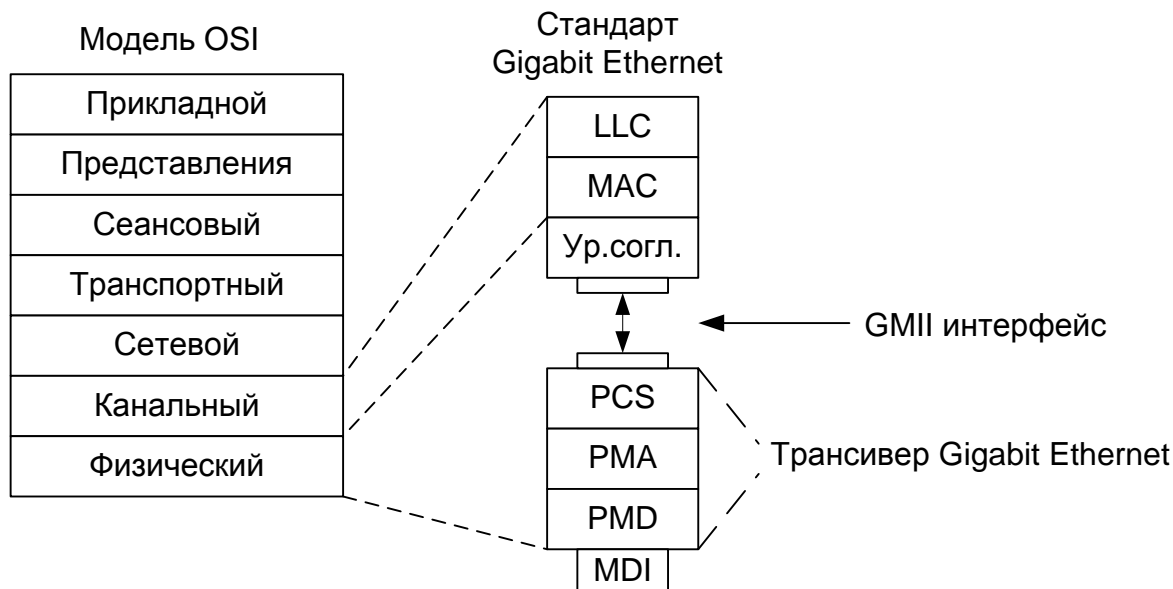 Модель OSI
Прикладной
Представления
Сеансовый
Транспортный
Сетевой
Канальный
Физический
Стандарт
Gigabit Ethernet
LLC
MAC
Ур.согл.
GMII интерфейс
PCS
PMA
PMD
MDI
Трансивер Gigabit Ethernet